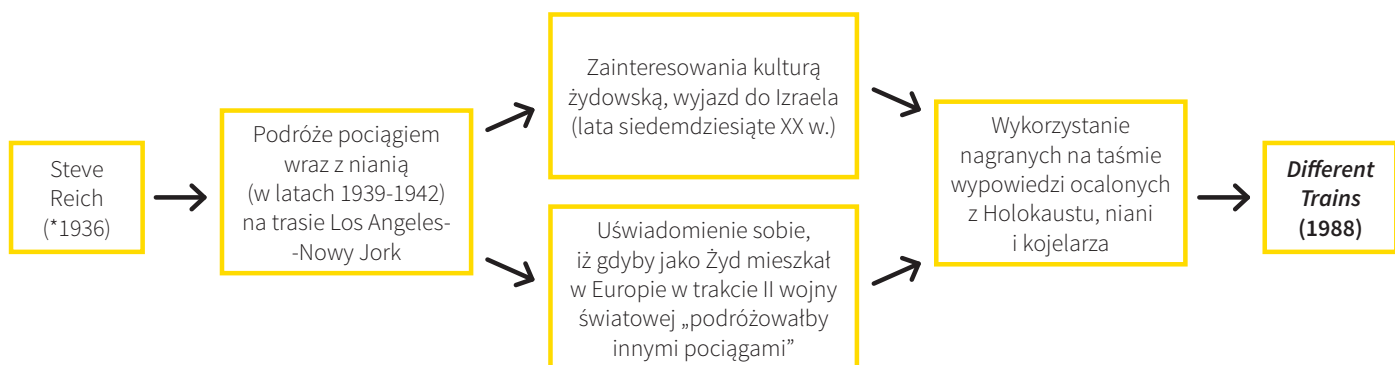 Steve
Reich
(*1936)
Podróże pociągiem
wraz z nianią
(w latach 1939-1942)
na trasie Los Angeles-
-Nowy Jork
Zainteresowania kulturą
żydowską, wyjazd do Izraela
(lata siedemdziesiąte XX w.)
Uświadomienie sobie,
iż gdyby jako Żyd mieszkał
w Europie w trakcie II wojny
światowej „podróżowałby
innymi pociągami”
Wykorzystanie
nagranych na taśmie
wypowiedzi ocalonych
z Holokaustu, niani
i kojelarza
Different
Trains
(1988)